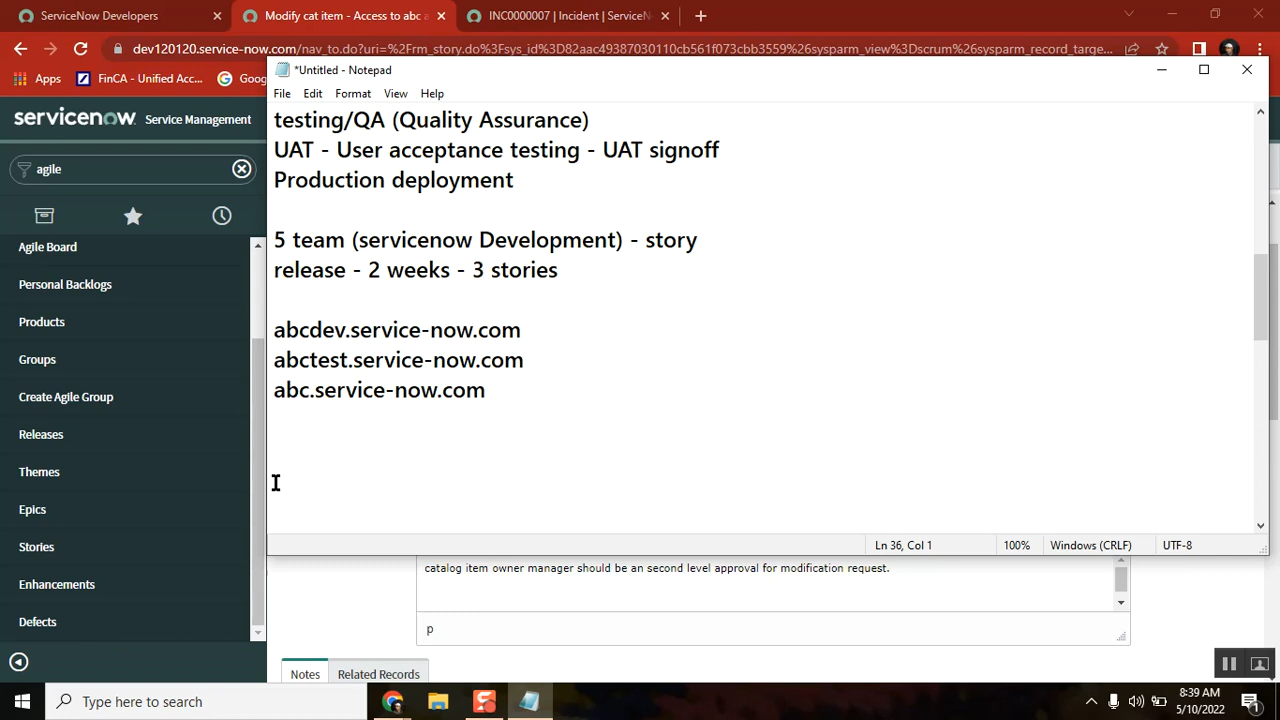 ServiceNow Developers
Modify cat item - Access to abc a
INC0000007 | Incident | ServiceN
dev120120.service-now.com/nav_to.do?uri=%2Frm_story.do%3Fsys_id%3D82aac49387030110cb561f073cbb3559%26sysparm_view%3Dscrum%26sysparm_record_targe...
Apps
FinCA - Unified Acc...
Goog
*Untitled - Notepad
File Edit Format View Help
servicenow Service Management
agile
Agile Board
Personal Backlogs
Products
Groups
Create Agile Group
Releases
Themes
Epics
Stories
Enhancements
Defects
testing/QA (Quality Assurance)
UAT - User acceptance testing - UAT signoff
Production deployment
5 team (servicenow Development) - story
release - 2 weeks - 3 stories
abcdev.service-now.com
abctest.service-now.com
abc.service-now.com
Ln 36, Col 1 100% Windows (CRLF) UTF-8
catalog item owner manager should be an second level approval for modification request.
p
Notes Related Records
Type here to search
8:39 AM
5/10/2022
1